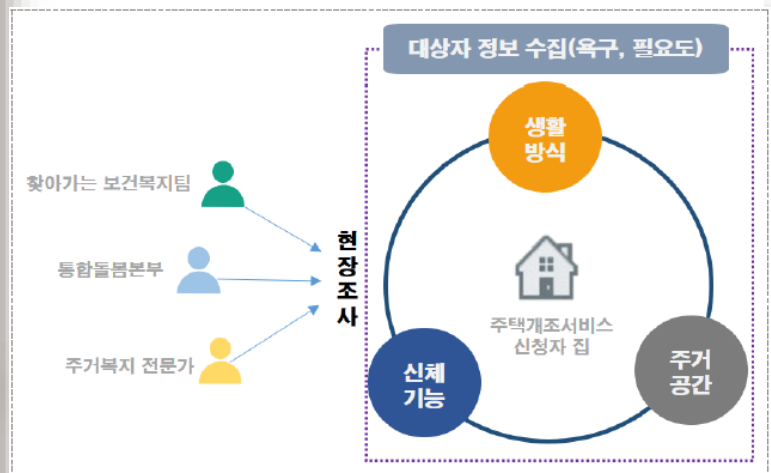 대상자 정보 수집(욕구, 필요도)
생활
방식
찾아가는 보건복지팀
통합돌봄본부
주거복지 전문가
현
장
조
사
주택개조서비스
신청자 집
신체
기능
주거
공간